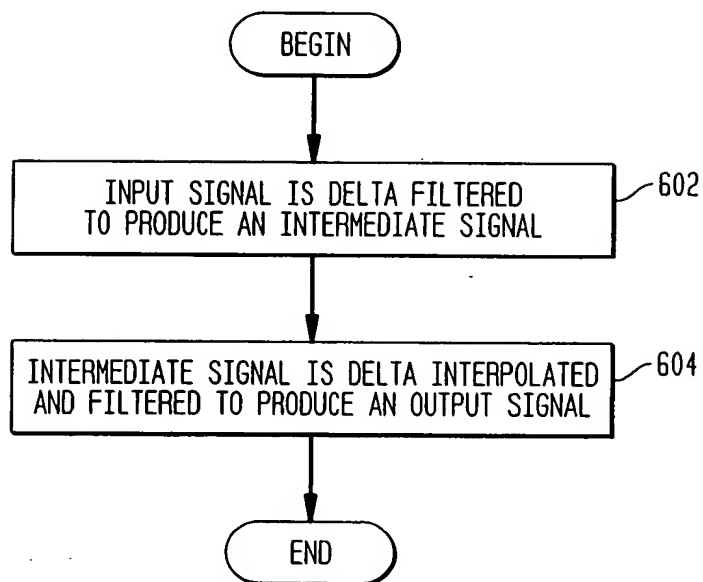 BEGIN
INPUT SIGNAL IS DELTA FILTERED
TO PRODUCE AN INTERMEDIATE SIGNAL
602
INTERMEDIATE SIGNAL IS DELTA INTERPOLATED
AND FILTERED TO PRODUCE AN OUTPUT SIGNAL
604
END